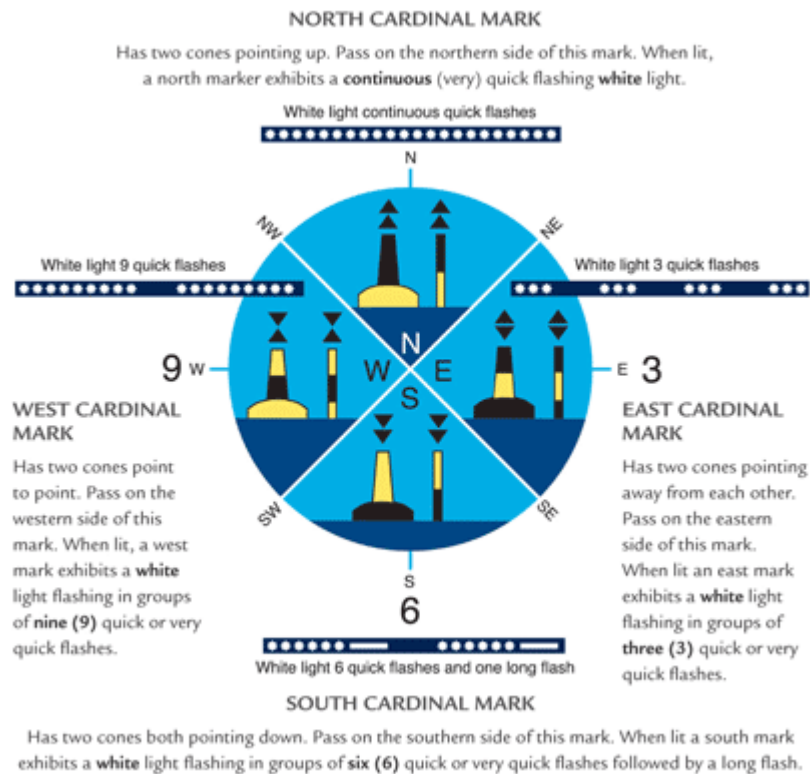 NORTH CARDINAL MARK
Has two cones pointing up. Pass on the northern side of this mark. When lit,
a north marker exhibits a continuous (very) quick flashing white light.
White light continuous quick flashes
N
NW
NE
White light 9 quick flashes
White light 3 quick flashes
N
W E
S
9 W
E 3
WEST CARDINAL
MARK
Has two cones point
to point. Pass on the
western side of this
mark. When lit, a west
mark exhibits a white
light flashing in groups
of nine (9) quick or very
quick flashes.
EAST CARDINAL
MARK
Has two cones pointing
away from each other.
Pass on the eastern
side of this mark.
When lit an east mark
exhibits a white light
flashing in groups of
three (3) quick or very
quick flashes.
SW
SE
S
6
White light 6 quick flashes and one long flash
SOUTH CARDINAL MARK
Has two cones both pointing down. Pass on the southern side of this mark. When lit a south mark
exhibits a white light flashing in groups of six (6) quick or very quick flashes followed by a long flash.